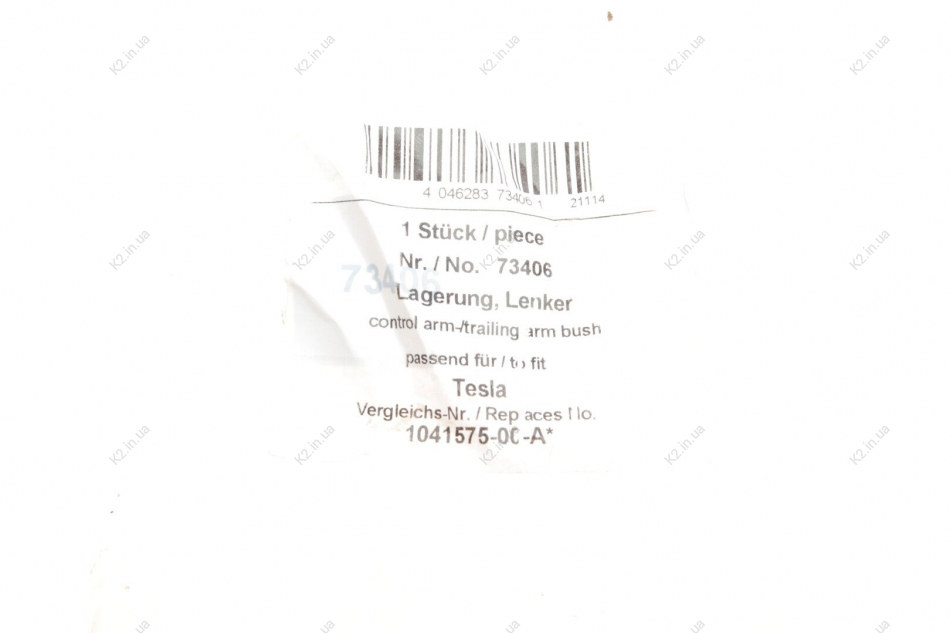 4 046283 73406 1 21114
1 Stück / piece
Nr. / No. 73406
73406
Lagerung, Lenker
control arm-/trailing arm bush
passend für / to fit
Tesla
Vergleichs-Nr. / Replaces No.
1041575-00-A*
K2.in.ua